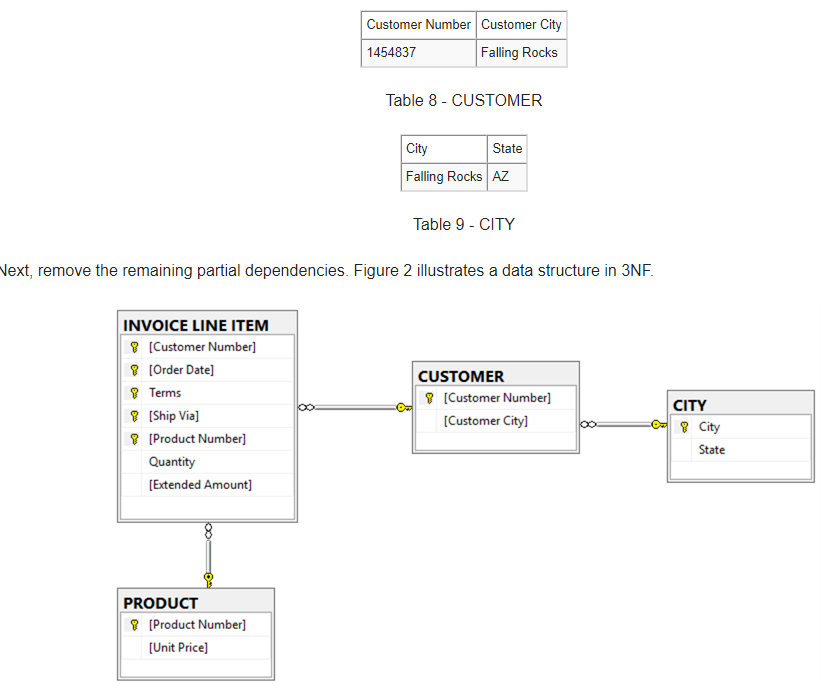 Customer Number Customer City
1454837 Falling Rocks
Table 8 - CUSTOMER
City State
Falling Rocks AZ
Table 9 - CITY
Next, remove the remaining partial dependencies. Figure 2 illustrates a data structure in 3NF.
INVOICE LINE ITEM
[Customer Number]
[Order Date]
Terms
[Ship Via]
[Product Number]
Quantity
[Extended Amount]
CUSTOMER
[Customer Number]
[Customer City]
CITY
City
State
PRODUCT
[Product Number]
[Unit Price]